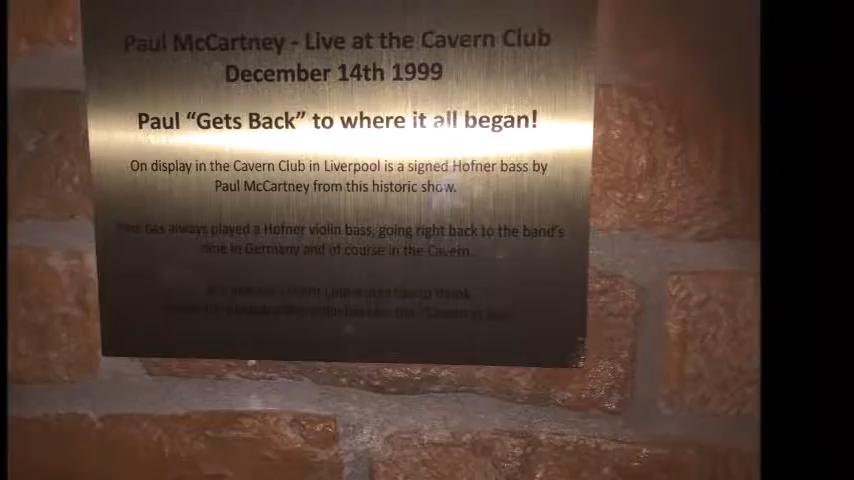 Paul McCartney - Live at the Cavern Club
December 14th 1999
Paul “Gets Back” to where it all began!
On display in the Cavern Club in Liverpool is a signed Hofner bass by
Paul McCartney from this historic show.
Paul has always played a Hofner violin bass, going right back to the band's
time in Germany and of course in the Cavern.